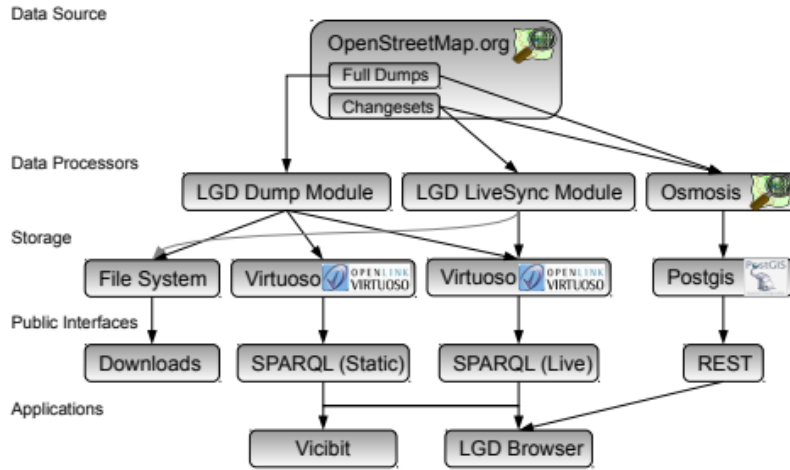 Data Source
OpenStreetMap.org
Full Dumps
Changesets
Data Processors
LGD Dump Module
LGD LiveSync Module
Osmosis
Storage
File System
Virtuoso
OPENLINK
VIRTUOSO
Virtuoso
OPENLINK
VIRTUOSO
Postgis
PostGIS
Public Interfaces
Downloads
SPARQL (Static)
SPARQL (Live)
REST
Applications
Vicibit
LGD Browser